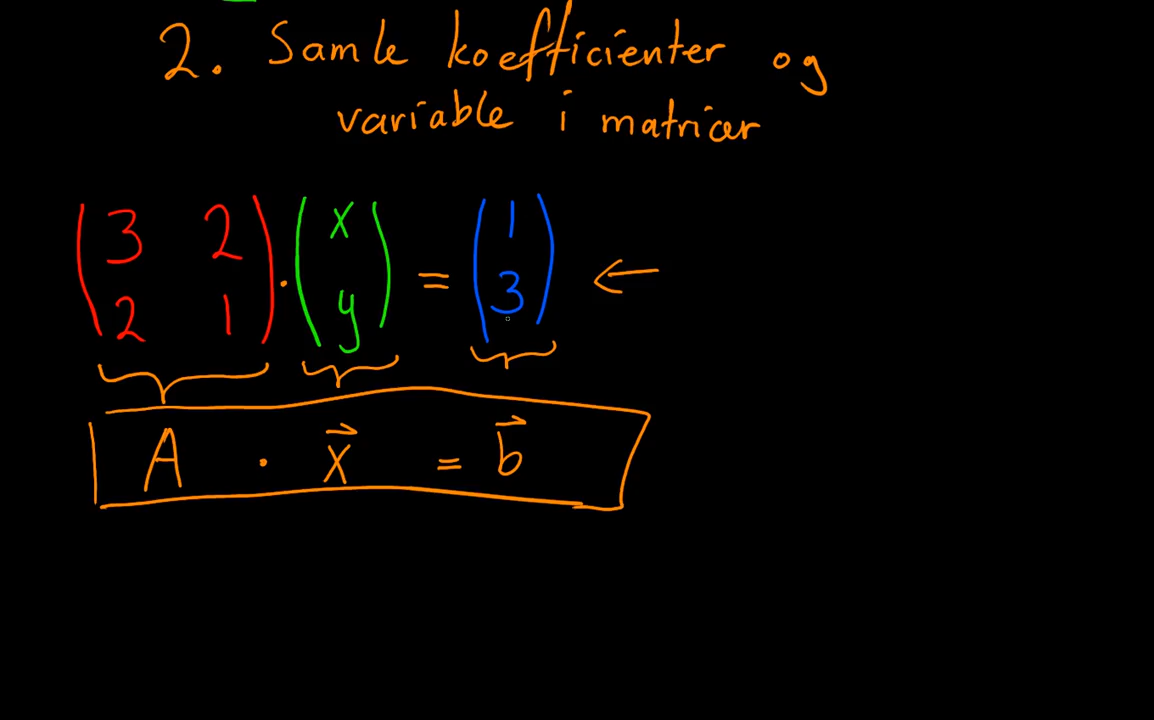 2. Samle koefficienter og
variable i matricer
(3 2) (x) (1)
(2 1) · (y) = (3) ←
A · x⃗ = b⃗